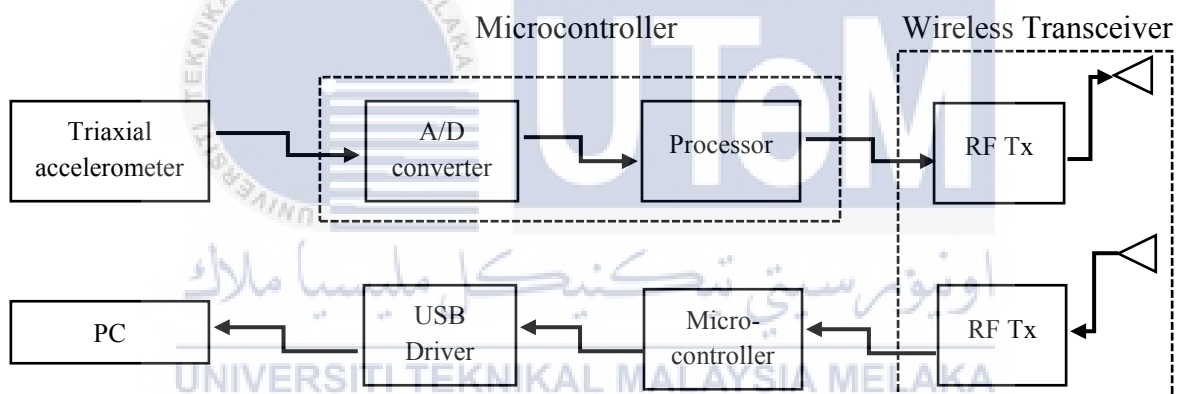 Microcontroller
Wireless Transceiver
Triaxial
accelerometer
A/D
converter
Processor
RF Tx
PC
USB
Driver
Micro-
controller
RF Tx
UTeM
اونيورسيتي تيكنيكل مليسيا ملاك
UNIVERSITI TEKNIKAL MALAYSIA MELAKA